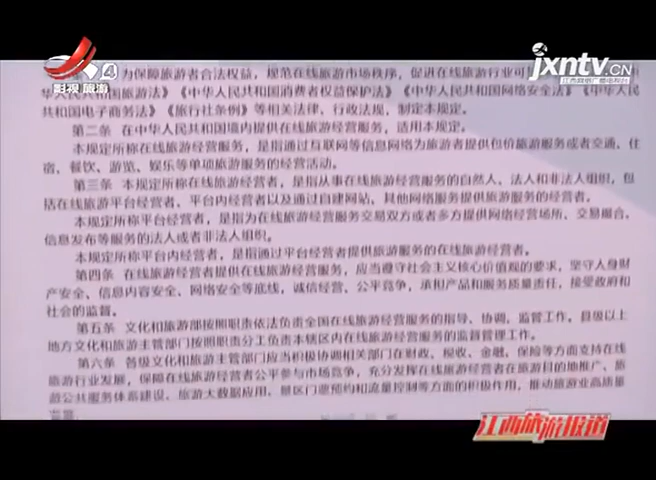 4
影视 旅游
jxntv.CN
江西网络广播电视台
为保障旅游者合法权益，规范在线旅游市场秩序，促进在线旅游行业可
华人民共和国旅游法》《中华人民共和国消费者权益保护法》《中华人民共和国网络安全法》《中华人民
共和国电子商务法》《旅行社条例》等相关法律、行政法规，制定本规定。
第二条 在中华人民共和国境内提供在线旅游经营服务，适用本规定。
本规定所称在线旅游经营服务，是指通过互联网等信息网络为旅游者提供包价旅游服务或者交通、住
宿、餐饮、游览、娱乐等单项旅游服务的经营活动。
第三条 本规定所称在线旅游经营者，是指从事在线旅游经营服务的自然人、法人和非法人组织，包
括在线旅游平台经营者、平台内经营者以及通过自建网站、其他网络服务提供旅游服务的经营者。
本规定所称平台经营者，是指为在线旅游经营服务交易双方或者多方提供网络经营场所、交易撮合、
信息发布等服务的法人或者非法人组织。
本规定所称平台内经营者，是指通过平台经营者提供旅游服务的在线旅游经营者。
第四条 在线旅游经营者提供在线旅游经营服务，应当遵守社会主义核心价值观的要求，坚守人身财
产安全、信息内容安全、网络安全等底线，诚信经营、公平竞争，承担产品和服务质量责任，接受政府和
社会的监督。
第五条 文化和旅游部按照职责依法负责全国在线旅游经营服务的指导、协调、监管工作。县级以上
地方文化和旅游主管部门按照职责分工负责本辖区内在线旅游经营服务的监督管理工作。
第六条 各级文化和旅游主管部门应当积极协调相关部门在财政、税收、金融、保险等方面支持在线
旅游行业发展，保障在线旅游经营者公平参与市场竞争，充分发挥在线旅游经营者在旅游目的地推广、旅
游公共服务体系建设、旅游大数据应用、景区门票预约和流量控制等方面的积极作用，推动旅游业高质量
江西旅游报道